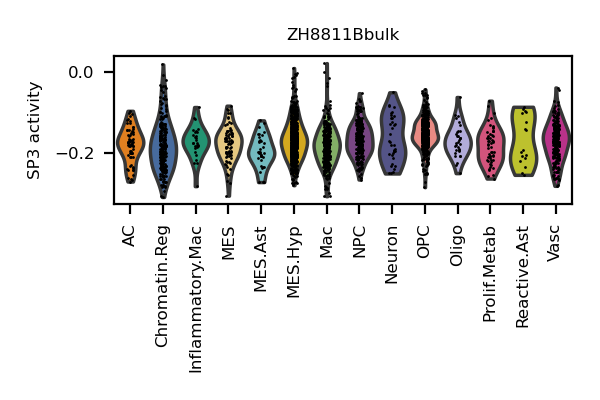 ZH8811Bbulk
SP3 activity
0.0
−0.2
AC
Chromatin.Reg
Inflammatory.Mac
MES
MES.Ast
MES.Hyp
Mac
NPC
Neuron
OPC
Oligo
Prolif.Metab
Reactive.Ast
Vasc